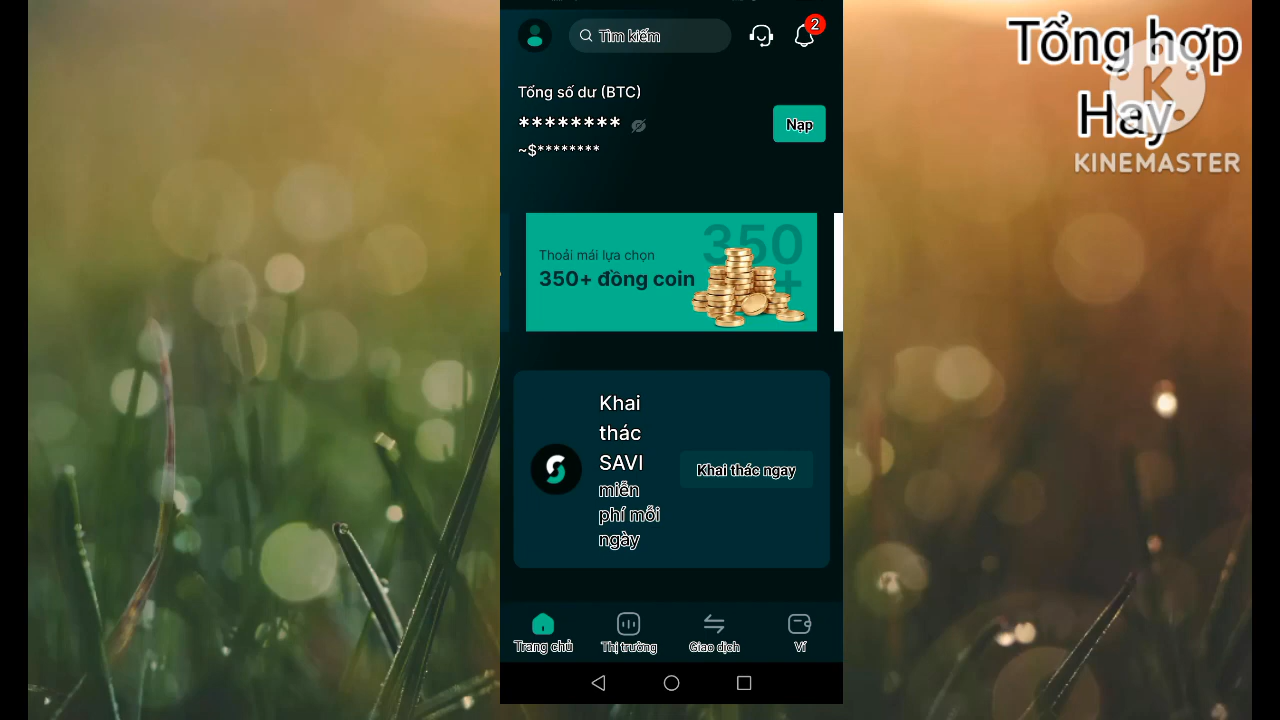 Tìm kiếm
2
Tổng số dư (BTC)
********
~$********
Nạp
350
+
Thoải mái lựa chọn
350+ đồng coin
Khai
thác
SAVI
miễn
phí mỗi
ngày
Khai thác ngay
Trang chủ
Thị trường
Giao dịch
Ví
Tổng hợp
Hay
K
KINEMASTER